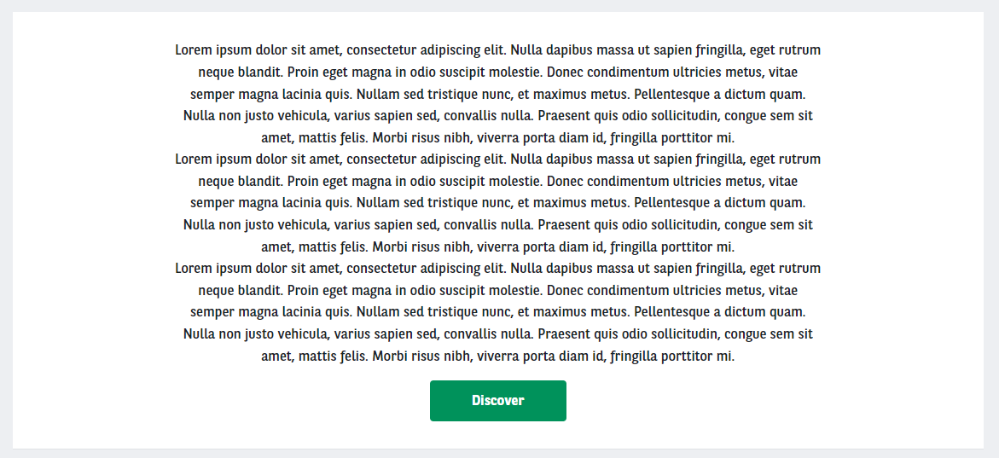 Lorem ipsum dolor sit amet, consectetur adipiscing elit. Nulla dapibus massa ut sapien fringilla, eget rutrum
neque blandit. Proin eget magna in odio suscipit molestie. Donec condimentum ultricies metus, vitae
semper magna lacinia quis. Nullam sed tristique nunc, et maximus metus. Pellentesque a dictum quam.
Nulla non justo vehicula, varius sapien sed, convallis nulla. Praesent quis odio sollicitudin, congue sem sit
amet, mattis felis. Morbi risus nibh, viverra porta diam id, fringilla porttitor mi.
Lorem ipsum dolor sit amet, consectetur adipiscing elit. Nulla dapibus massa ut sapien fringilla, eget rutrum
neque blandit. Proin eget magna in odio suscipit molestie. Donec condimentum ultricies metus, vitae
semper magna lacinia quis. Nullam sed tristique nunc, et maximus metus. Pellentesque a dictum quam.
Nulla non justo vehicula, varius sapien sed, convallis nulla. Praesent quis odio sollicitudin, congue sem sit
amet, mattis felis. Morbi risus nibh, viverra porta diam id, fringilla porttitor mi.
Lorem ipsum dolor sit amet, consectetur adipiscing elit. Nulla dapibus massa ut sapien fringilla, eget rutrum
neque blandit. Proin eget magna in odio suscipit molestie. Donec condimentum ultricies metus, vitae
semper magna lacinia quis. Nullam sed tristique nunc, et maximus metus. Pellentesque a dictum quam.
Nulla non justo vehicula, varius sapien sed, convallis nulla. Praesent quis odio sollicitudin, congue sem sit
amet, mattis felis. Morbi risus nibh, viverra porta diam id, fringilla porttitor mi.
Discover